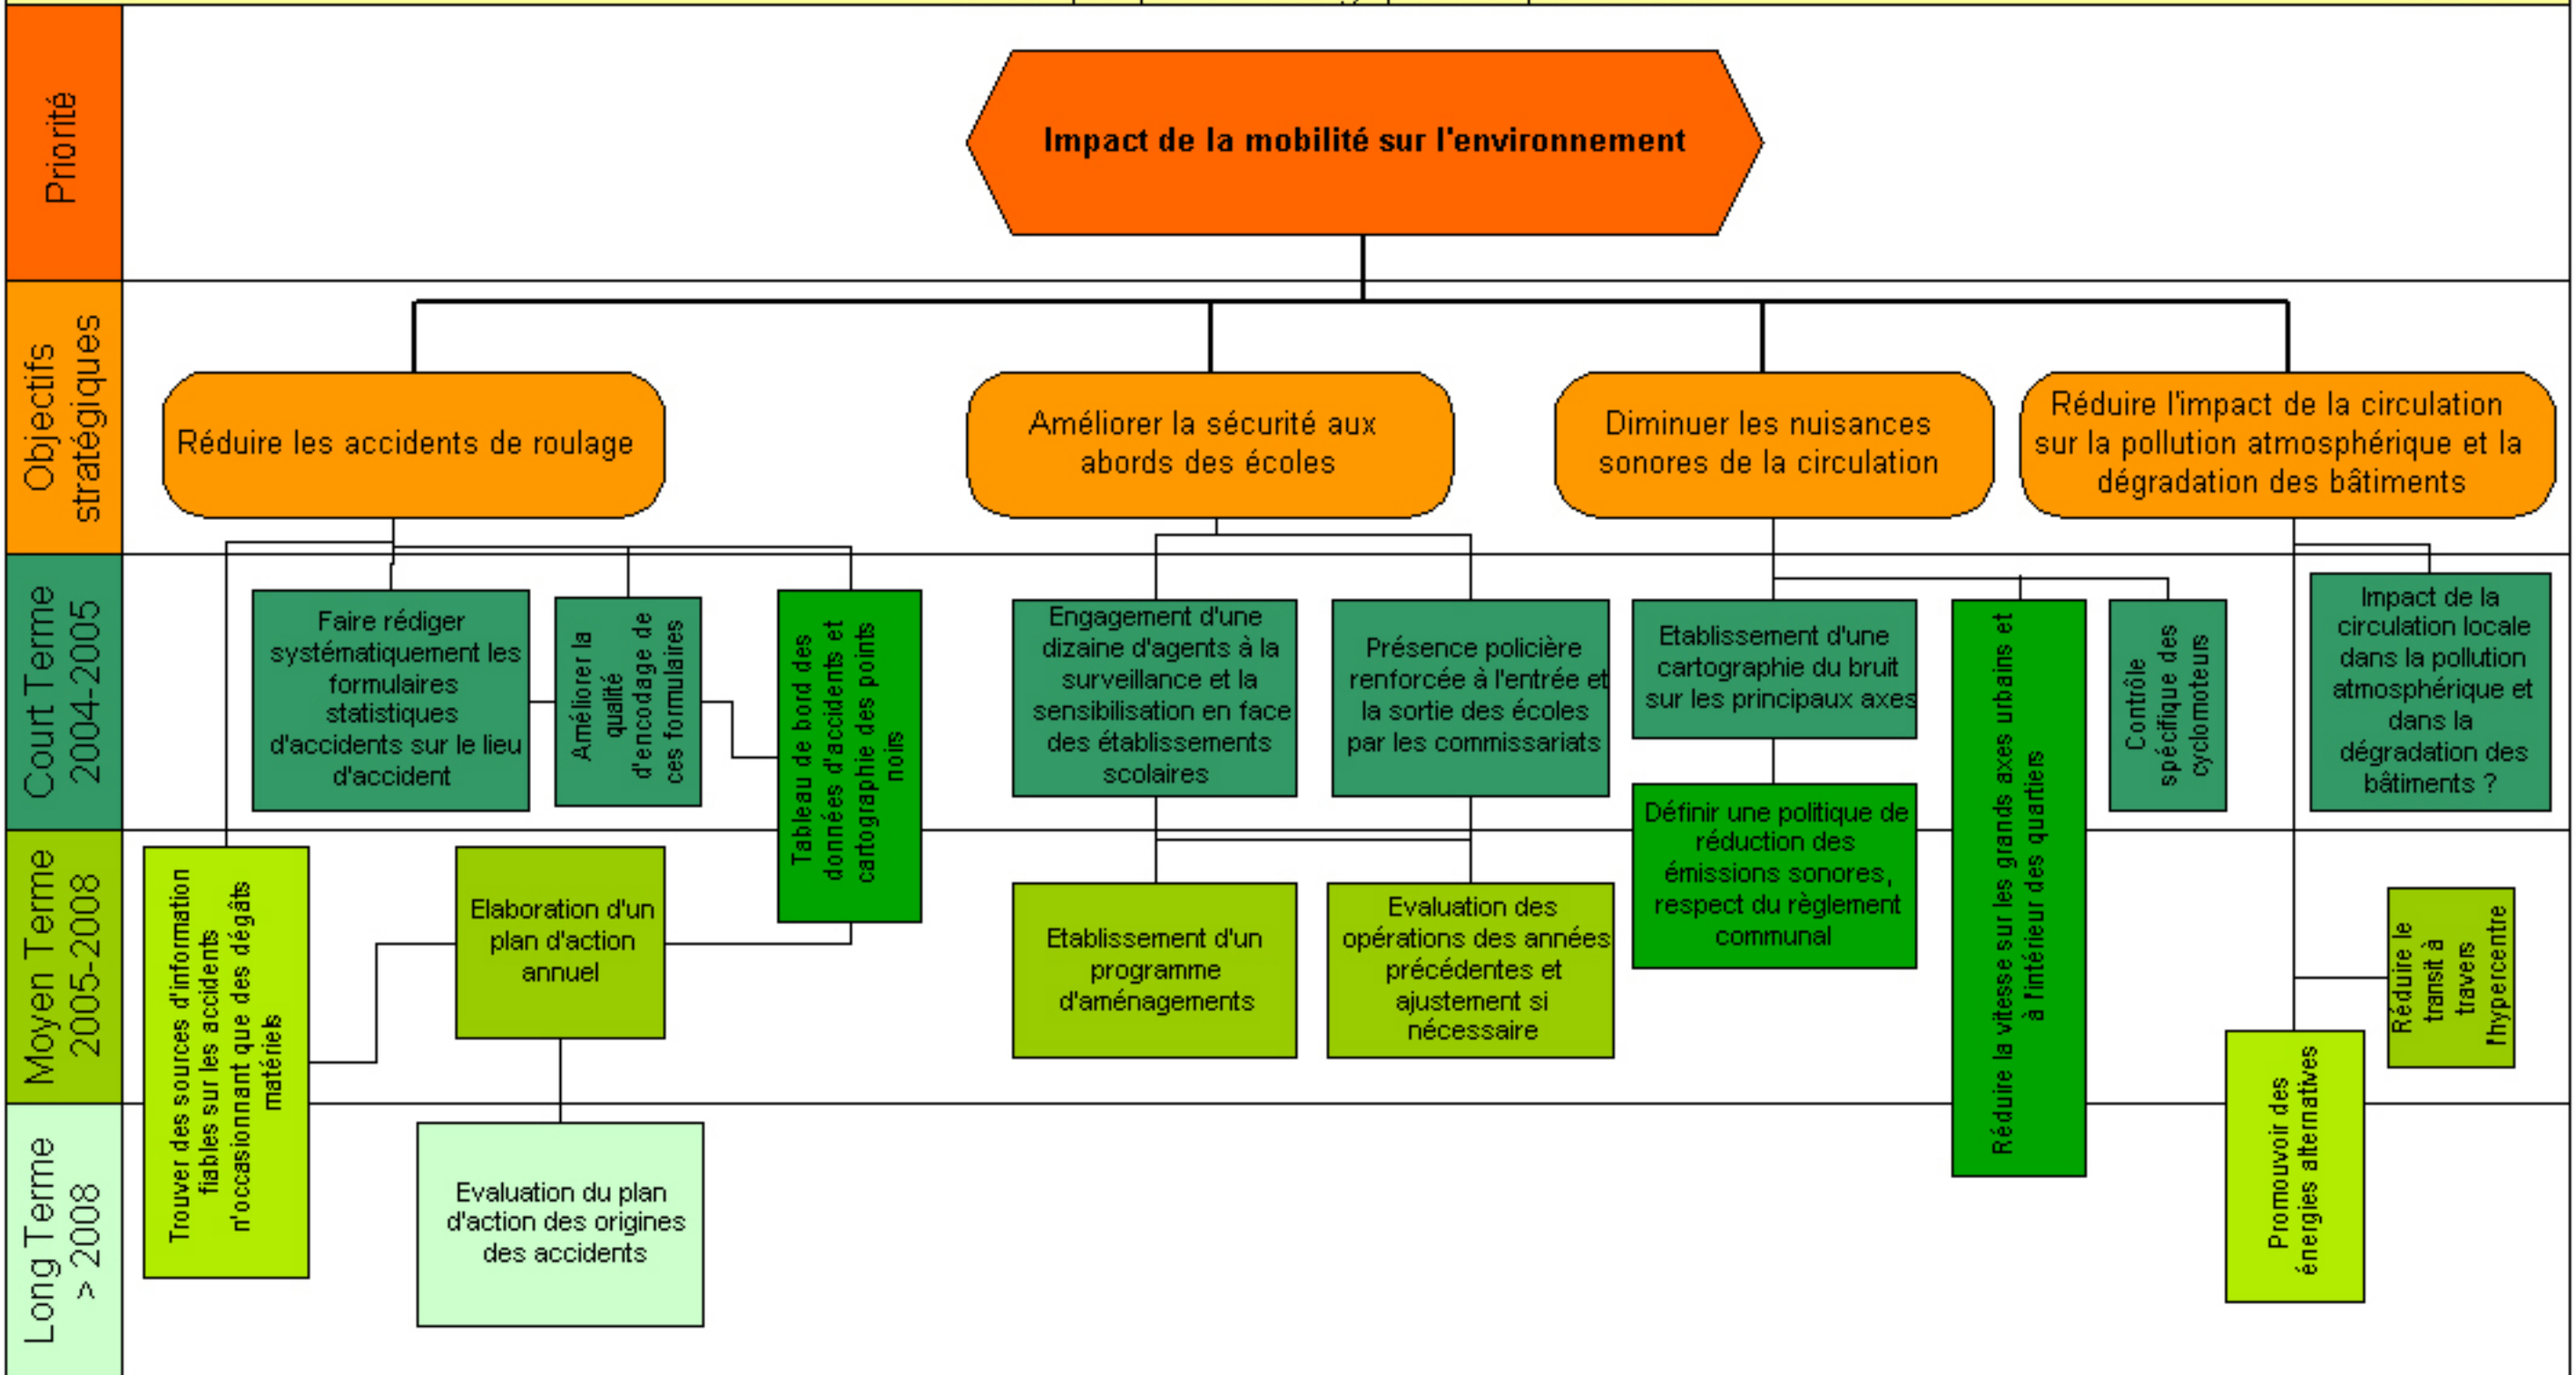 Priorité
Impact de la mobilité sur l'environnement
Objectifs
stratégiques
Réduire les accidents de roulage
Améliorer la sécurité aux
abords des écoles
Diminuer les nuisances
sonores de la circulation
Réduire l'impact de la circulation
sur la pollution atmosphérique et la
dégradation des bâtiments
Court Terme
2004-2005
Faire rédiger
systématiquement les
formulaires
statistiques
d'accidents sur le lieu
d'accident
Améliorer la
qualité
d'encodage de
ces formulaires
Tableau de bord des
données d'accidents et
cartographie des points
noirs
Engagement d'une
dizaine d'agents à la
surveillance et la
sensibilisation en face
des établissements
scolaires
Présence policière
renforcée à l'entrée et
la sortie des écoles
par les commissariats
Etablissement d'une
cartographie du bruit
sur les principaux axes
Définir une politique de
réduction des
émissions sonores,
respect du règlement
communal
Réduire la vitesse sur les grands axes urbains et
à l'intérieur des quartiers
Contrôle
spécifique des
cyclomoteurs
Impact de la
circulation locale
dans la pollution
atmosphérique et
dans la
dégradation des
bâtiments ?
Moyen Terme
2005-2008
Trouver des sources d'information
fiables sur les accidents
n'occasionnant que des dégâts
matériels
Elaboration d'un
plan d'action
annuel
Etablissement d'un
programme
d'aménagements
Evaluation des
opérations des années
précédentes et
ajustement si
nécessaire
Réduire le
transit à
travers
l'hypercentre
Promouvoir des
énergies alternatives
Long Terme
> 2008
Evaluation du plan
d'action des origines
des accidents